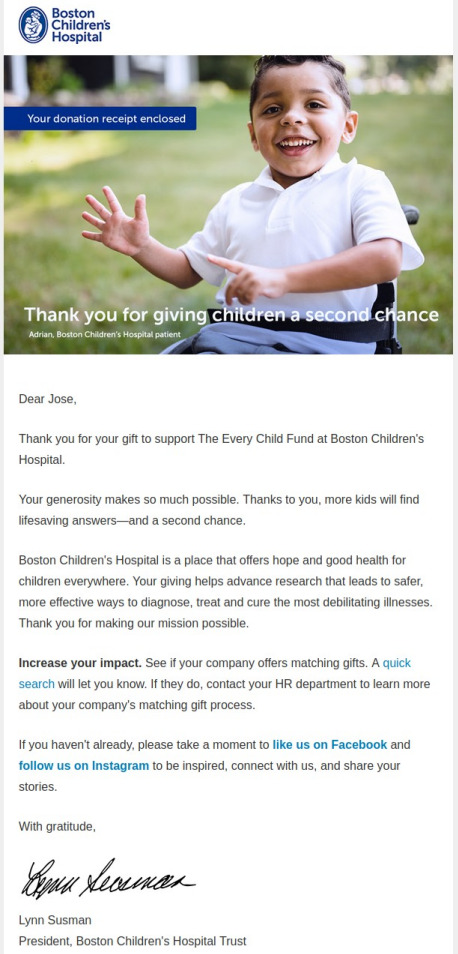 Boston
Children's
Hospital
Your donation receipt enclosed
Thank you for giving children a second chance
Adrian, Boston Children's Hospital patient
Dear Jose,
Thank you for your gift to support The Every Child Fund at Boston Children's
Hospital.
Your generosity makes so much possible. Thanks to you, more kids will find
lifesaving answers—and a second chance.
Boston Children's Hospital is a place that offers hope and good health for
children everywhere. Your giving helps advance research that leads to safer,
more effective ways to diagnose, treat and cure the most debilitating illnesses.
Thank you for making our mission possible.
Increase your impact. See if your company offers matching gifts. A quick
search will let you know. If they do, contact your HR department to learn more
about your company's matching gift process.
If you haven't already, please take a moment to like us on Facebook and
follow us on Instagram to be inspired, connect with us, and share your
stories.
With gratitude,
Lynn Susman
Lynn Susman
President, Boston Children's Hospital Trust